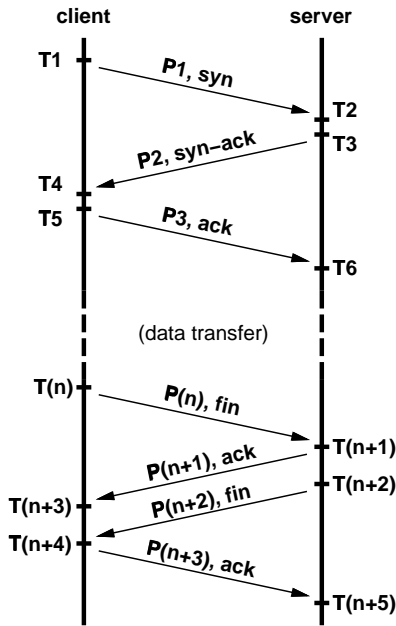 client server
T1
P1, syn
T2
P2, syn–ack
T3
T4
T5
P3, ack
T6
(data transfer)
T(n)
P(n), fin
T(n+1)
P(n+1), ack
T(n+2)
T(n+3)
P(n+2), fin
T(n+4)
P(n+3), ack
T(n+5)